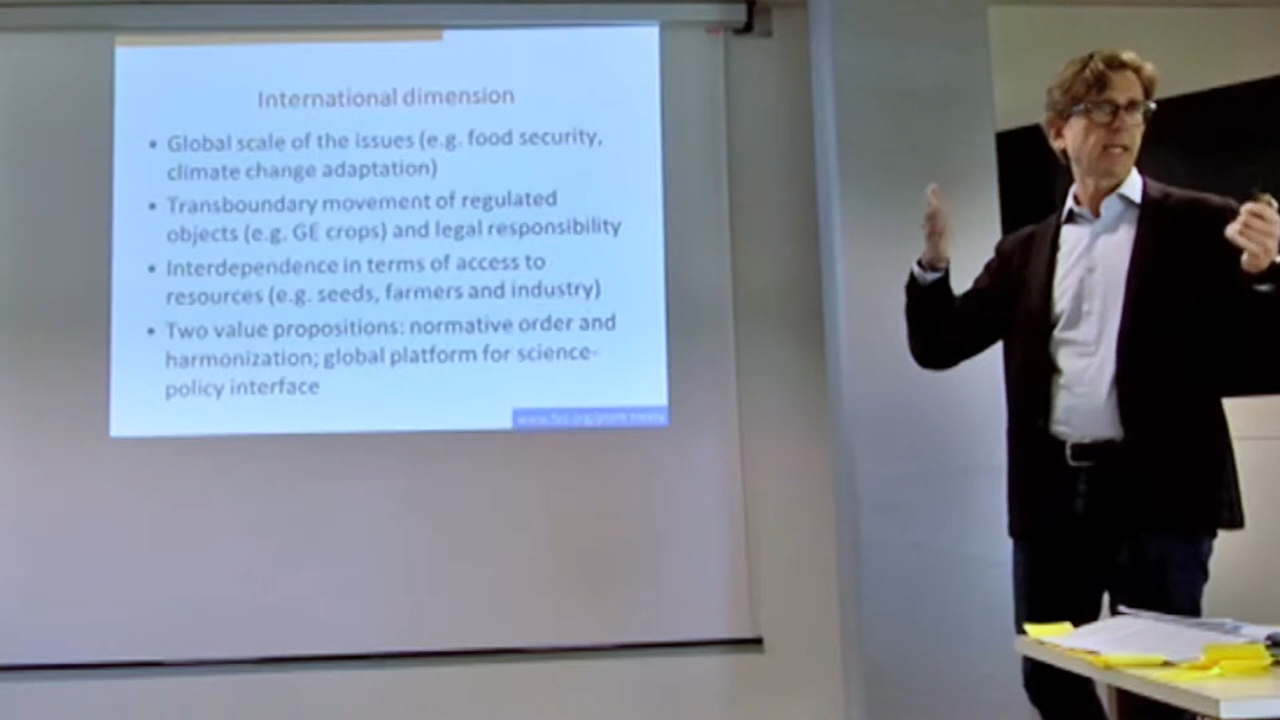 International dimension
• Global scale of the issues (e.g. food security,
climate change adaptation)
• Transboundary movement of regulated
objects (e.g. GE crops) and legal responsibility
• Interdependence in terms of access to
resources (e.g. seeds, farmers and industry)
• Two value propositions: normative order and
harmonization; global platform for science-
policy interface